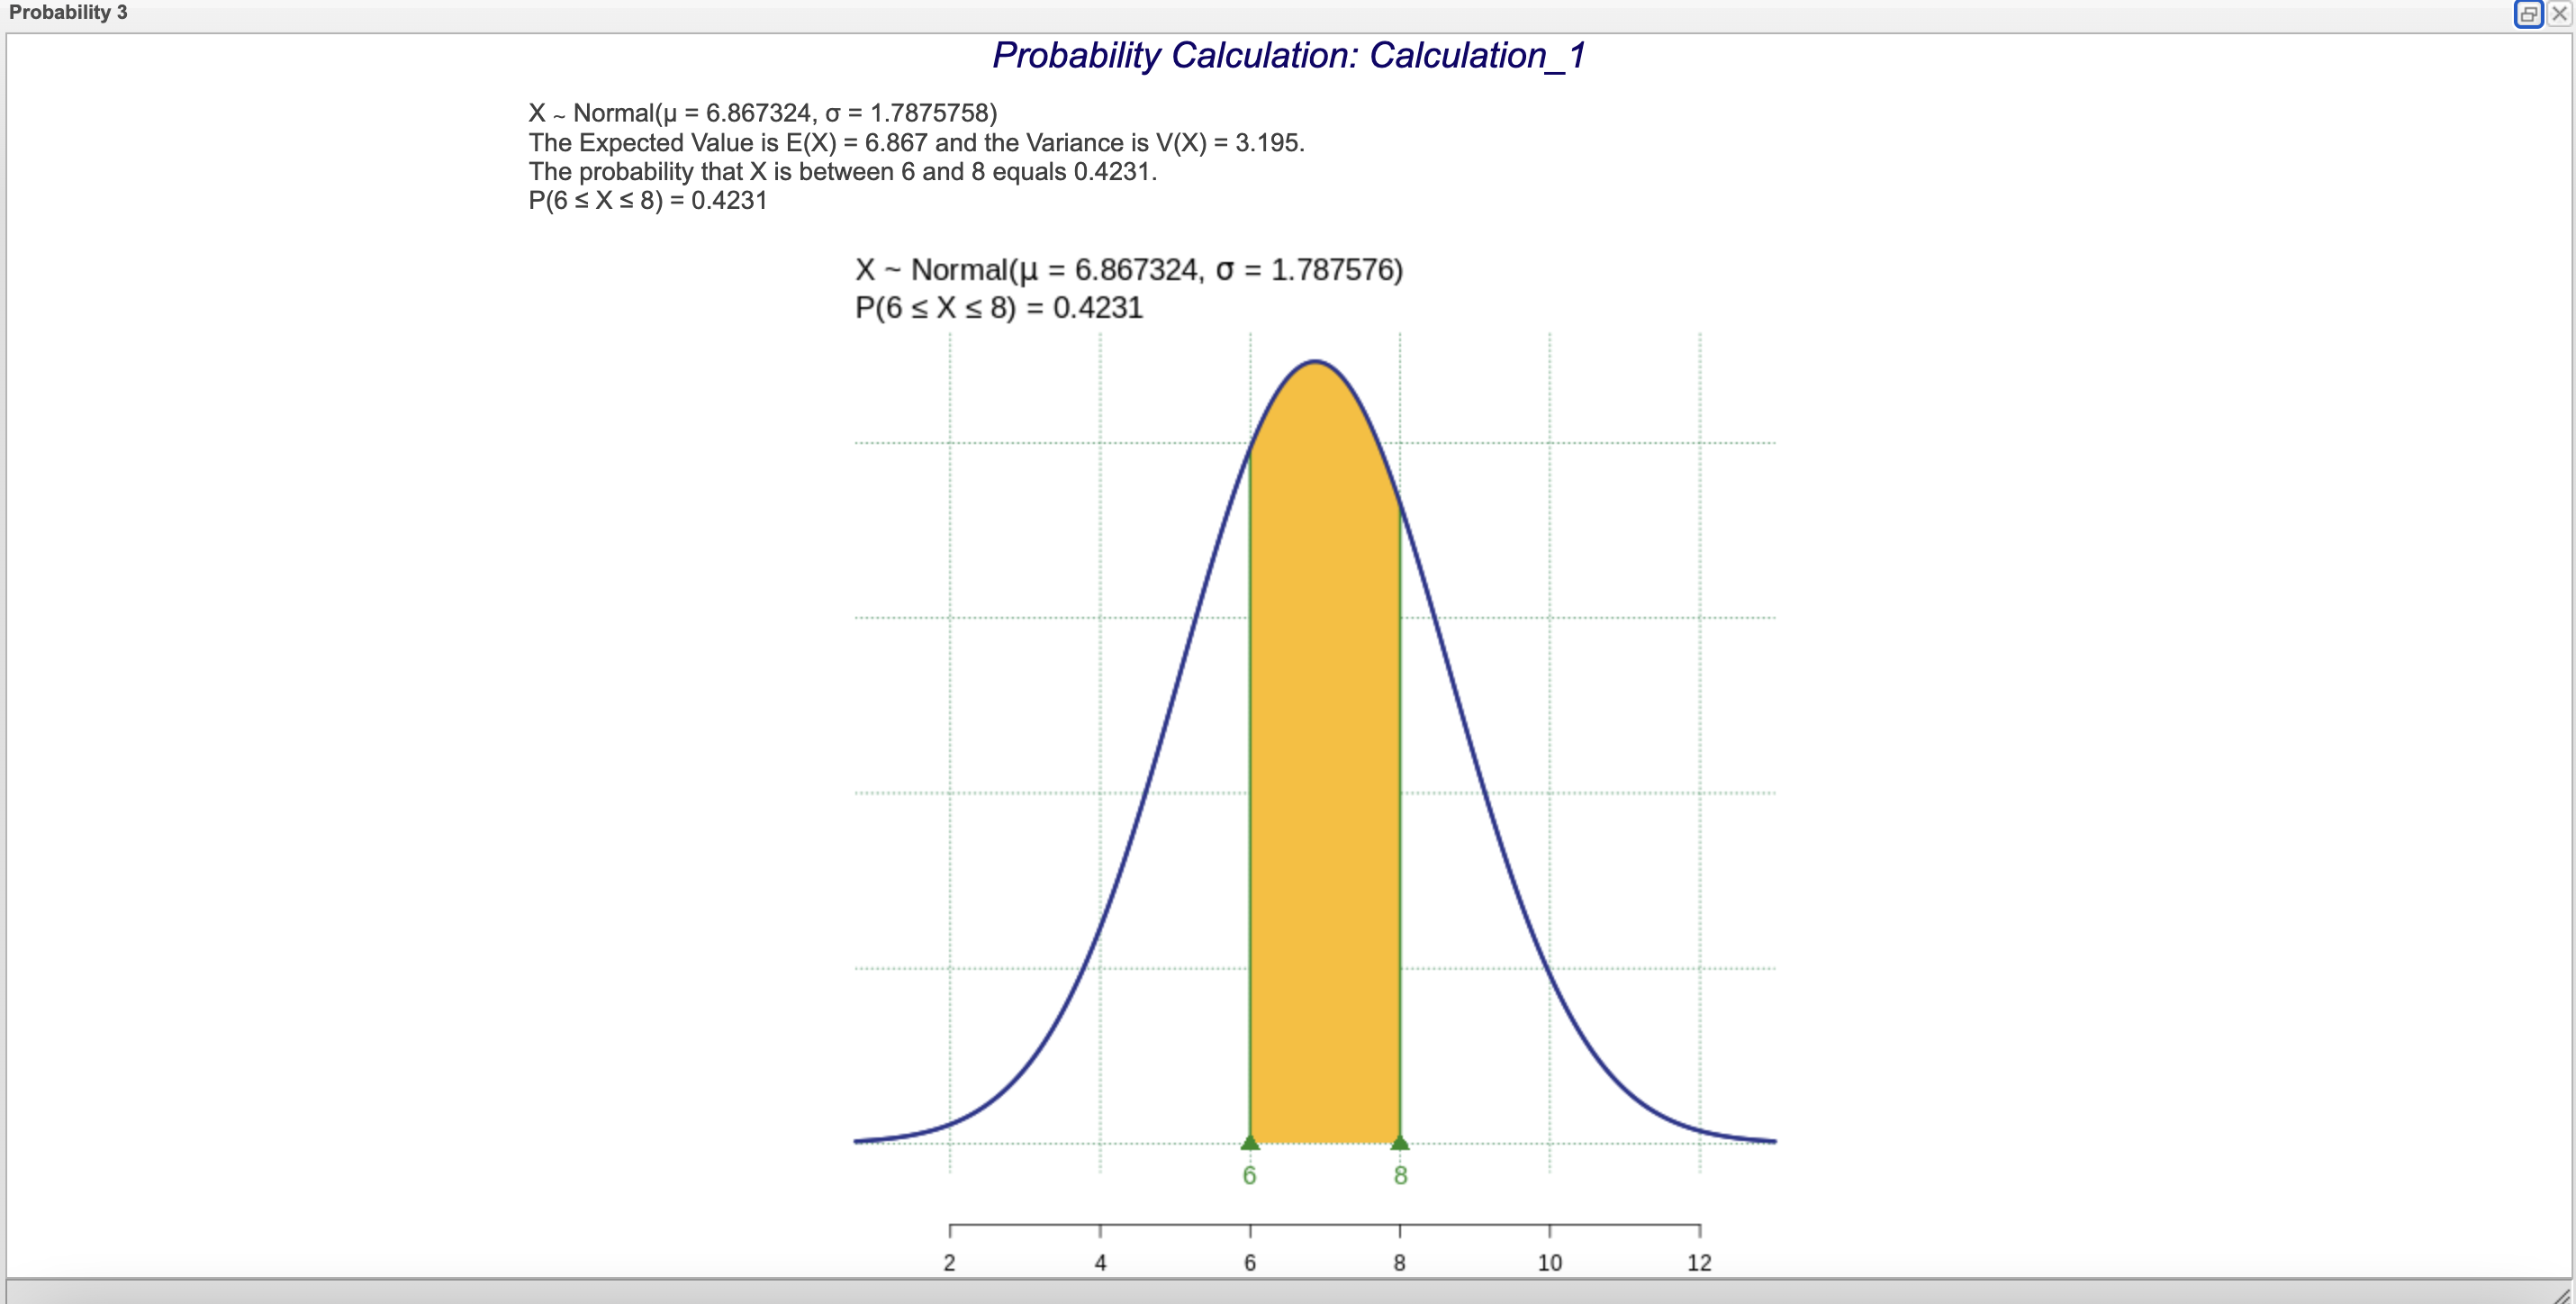 Probability 3
Probability Calculation: Calculation_1
X ~ Normal(μ = 6.867324, σ = 1.7875758)
The Expected Value is E(X) = 6.867 and the Variance is V(X) = 3.195.
The probability that X is between 6 and 8 equals 0.4231.
P(6 ≤ X ≤ 8) = 0.4231
X ~ Normal(μ = 6.867324, σ = 1.787576)
P(6 ≤ X ≤ 8) = 0.4231
6 8
2 4 6 8 10 12